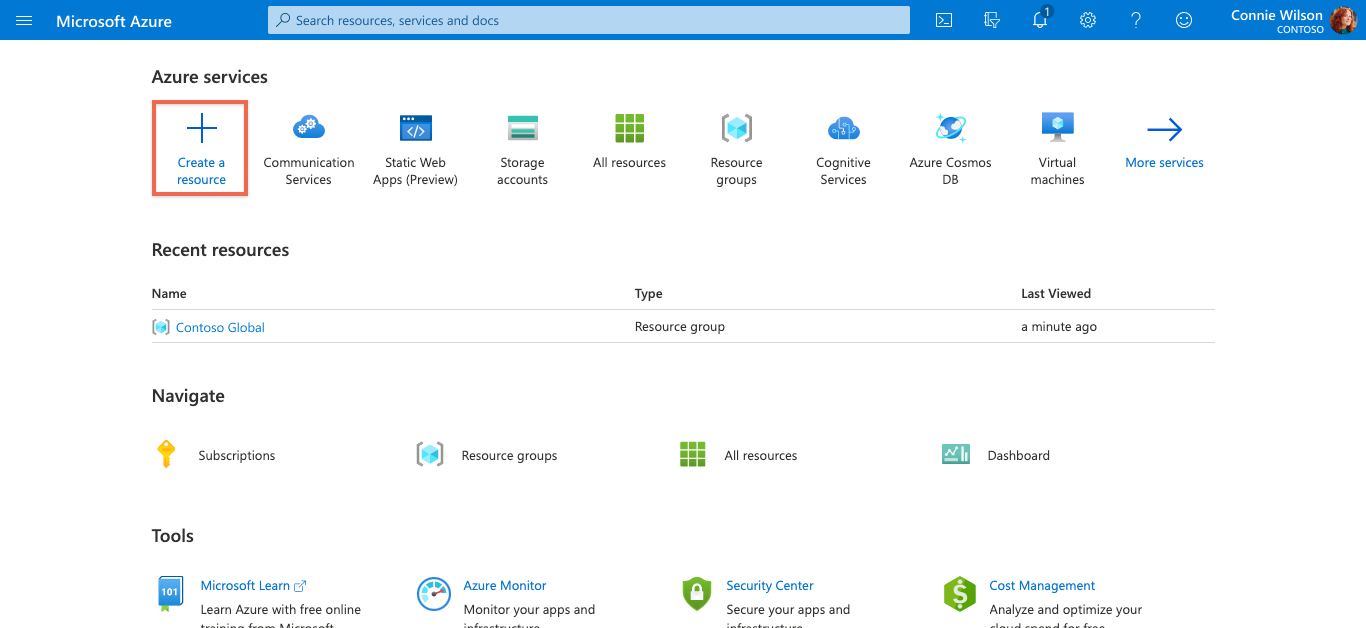 Microsoft Azure
Search resources, services and docs
1
Connie Wilson
CONTOSO
Azure services
Create a
resource
Communication
Services
Static Web
Apps (Preview)
Storage
accounts
All resources
Resource
groups
Cognitive
Services
Azure Cosmos
DB
Virtual
machines
More services
Recent resources
Name Type Last Viewed
Contoso Global Resource group a minute ago
Navigate
Subscriptions Resource groups All resources Dashboard
Tools
101
Microsoft Learn
Learn Azure with free online
training from Microsoft
Azure Monitor
Monitor your apps and
infrastructure
Security Center
Secure your apps and
infrastructure
$
Cost Management
Analyze and optimize your
cloud spend for free